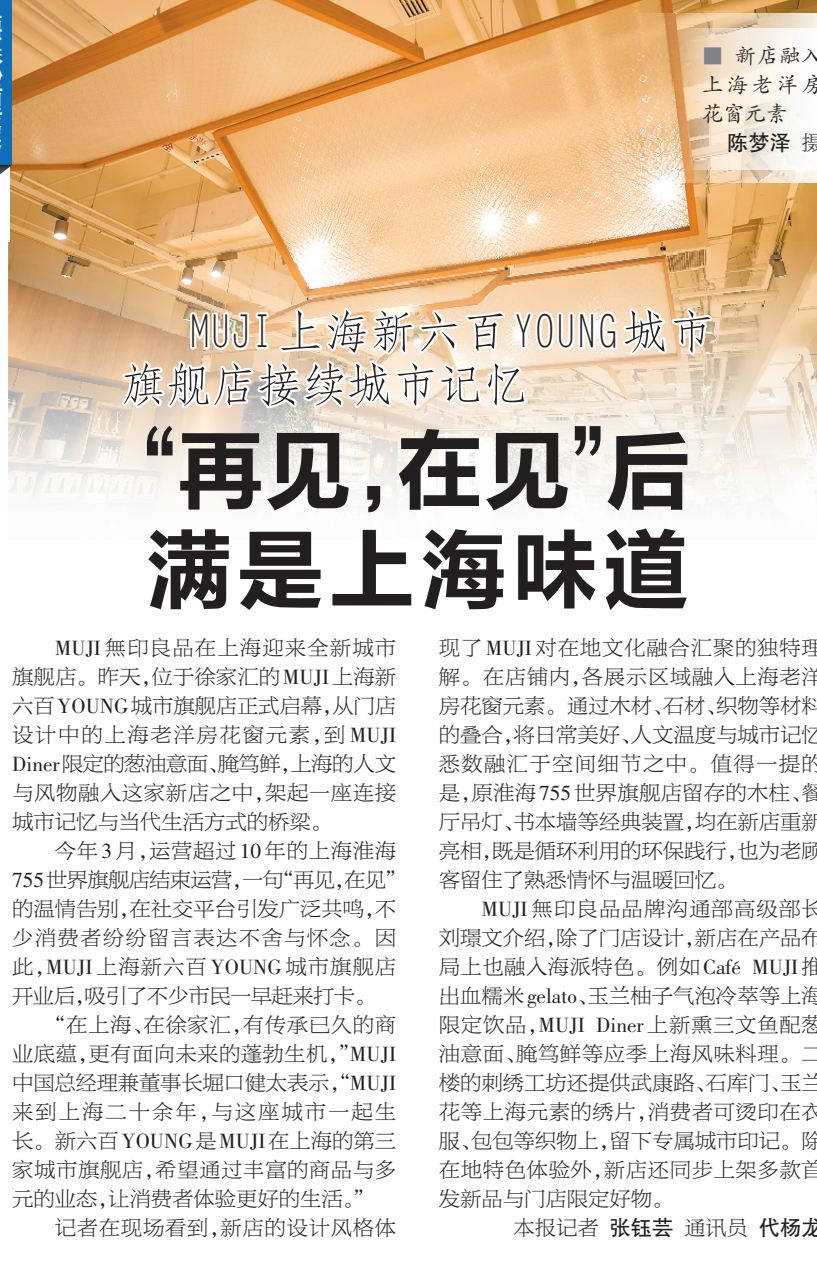 ■ 新店融入
上海老洋房
花窗元素
陈梦泽 摄
MUJI上海新六百YOUNG城市
旗舰店接续城市记忆
“再见,在见”后
满是上海味道
MUJI無印良品在上海迎来全新城市
旗舰店。昨天,位于徐家汇的MUJI上海新
六百YOUNG城市旗舰店正式启幕,从门店
设计中的上海老洋房花窗元素,到MUJI
Diner限定的葱油意面、腌笃鲜,上海的人文
与风物融入这家新店之中,架起一座连接
城市记忆与当代生活方式的桥梁。
今年3月,运营超过10年的上海淮海
755世界旗舰店结束运营,一句“再见,在见”
的温情告别,在社交平台引发广泛共鸣,不
少消费者纷纷留言表达不舍与怀念。因
此,MUJI上海新六百YOUNG城市旗舰店
开业后,吸引了不少市民一早赶来打卡。
“在上海、在徐家汇,有传承已久的商
业底蕴,更有面向未来的蓬勃生机,”MUJI
中国总经理兼董事长堀口健太表示,“MUJI
来到上海二十余年,与这座城市一起生
长。新六百YOUNG是MUJI在上海的第三
家城市旗舰店,希望通过丰富的商品与多
元的业态,让消费者体验更好的生活。”
记者在现场看到,新店的设计风格体
现了MUJI对在地文化融合汇聚的独特理
解。在店铺内,各展示区域融入上海老洋
房花窗元素。通过木材、石材、织物等材料
的叠合,将日常美好、人文温度与城市记忆
悉数融汇于空间细节之中。值得一提的
是,原淮海755世界旗舰店留存的木柱、餐
厅吊灯、书本墙等经典装置,均在新店重新
亮相,既是循环利用的环保践行,也为老顾
客留住了熟悉情怀与温暖回忆。
MUJI無印良品品牌沟通部高级部长
刘璟文介绍,除了门店设计,新店在产品布
局上也融入海派特色。例如Café MUJI推
出血糯米gelato、玉兰柚子气泡冷萃等上海
限定饮品,MUJI Diner上新熏三文鱼配葱
油意面、腌笃鲜等应季上海风味料理。二
楼的刺绣工坊还提供武康路、石库门、玉兰
花等上海元素的绣片,消费者可烫印在衣
服、包包等织物上,留下专属城市印记。除
在地特色体验外,新店还同步上架多款首
发新品与门店限定好物。
本报记者 张钰芸 通讯员 代杨龙